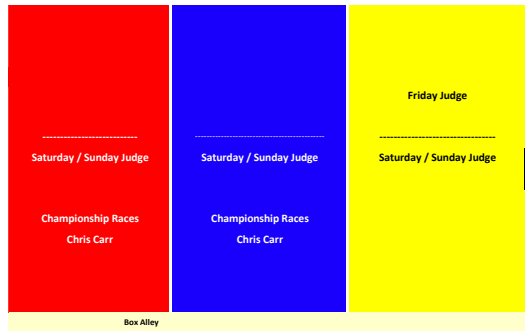 Friday Judge
--------------------------- ------------------------------------------ ---------------------------------
Saturday / Sunday Judge Saturday / Sunday Judge Saturday / Sunday Judge
Championship Races Championship Races
Chris Carr Chris Carr
Box Alley